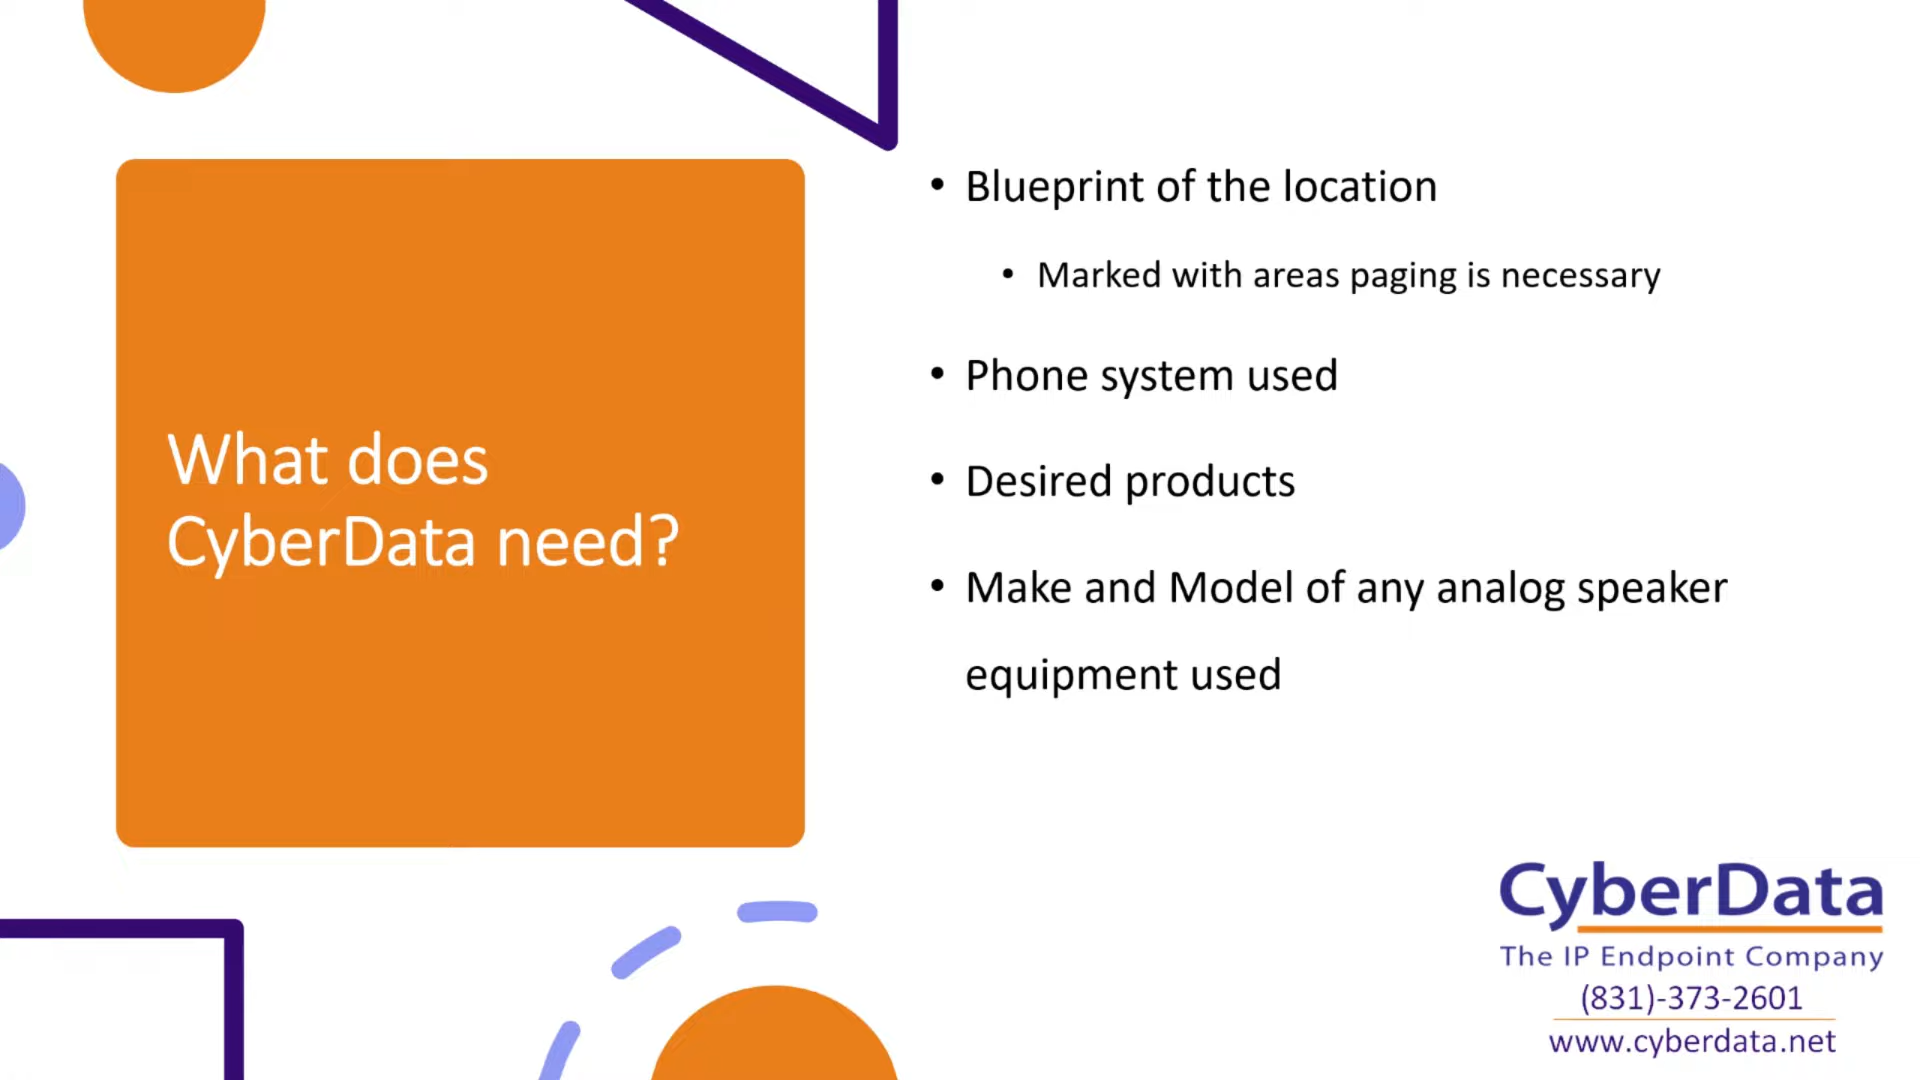 What does
CyberData need?
• Blueprint of the location
• Marked with areas paging is necessary
• Phone system used
• Desired products
• Make and Model of any analog speaker
equipment used
CyberData
The IP Endpoint Company
(831)-373-2601
www.cyberdata.net